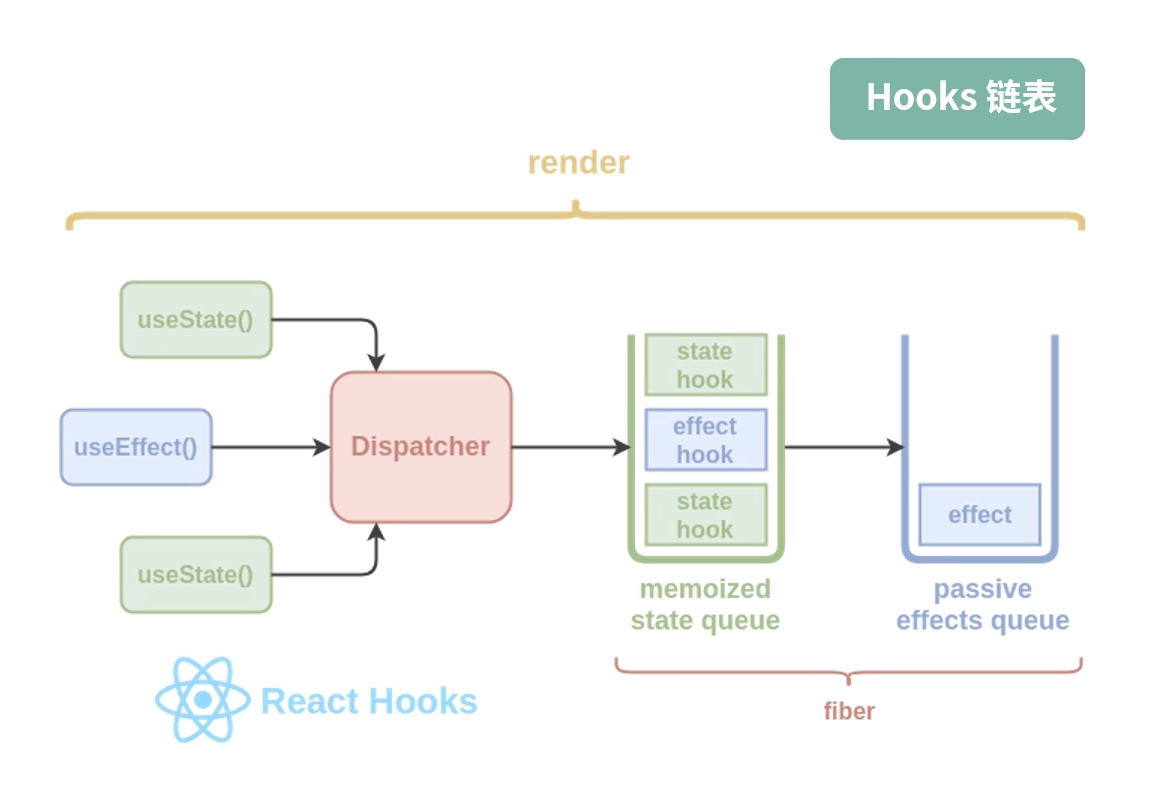 Hooks 链表
render
useState()
useEffect()
useState()
Dispatcher
state
hook
effect
hook
state
hook
memoized
state queue
effect
passive
effects queue
fiber
React Hooks